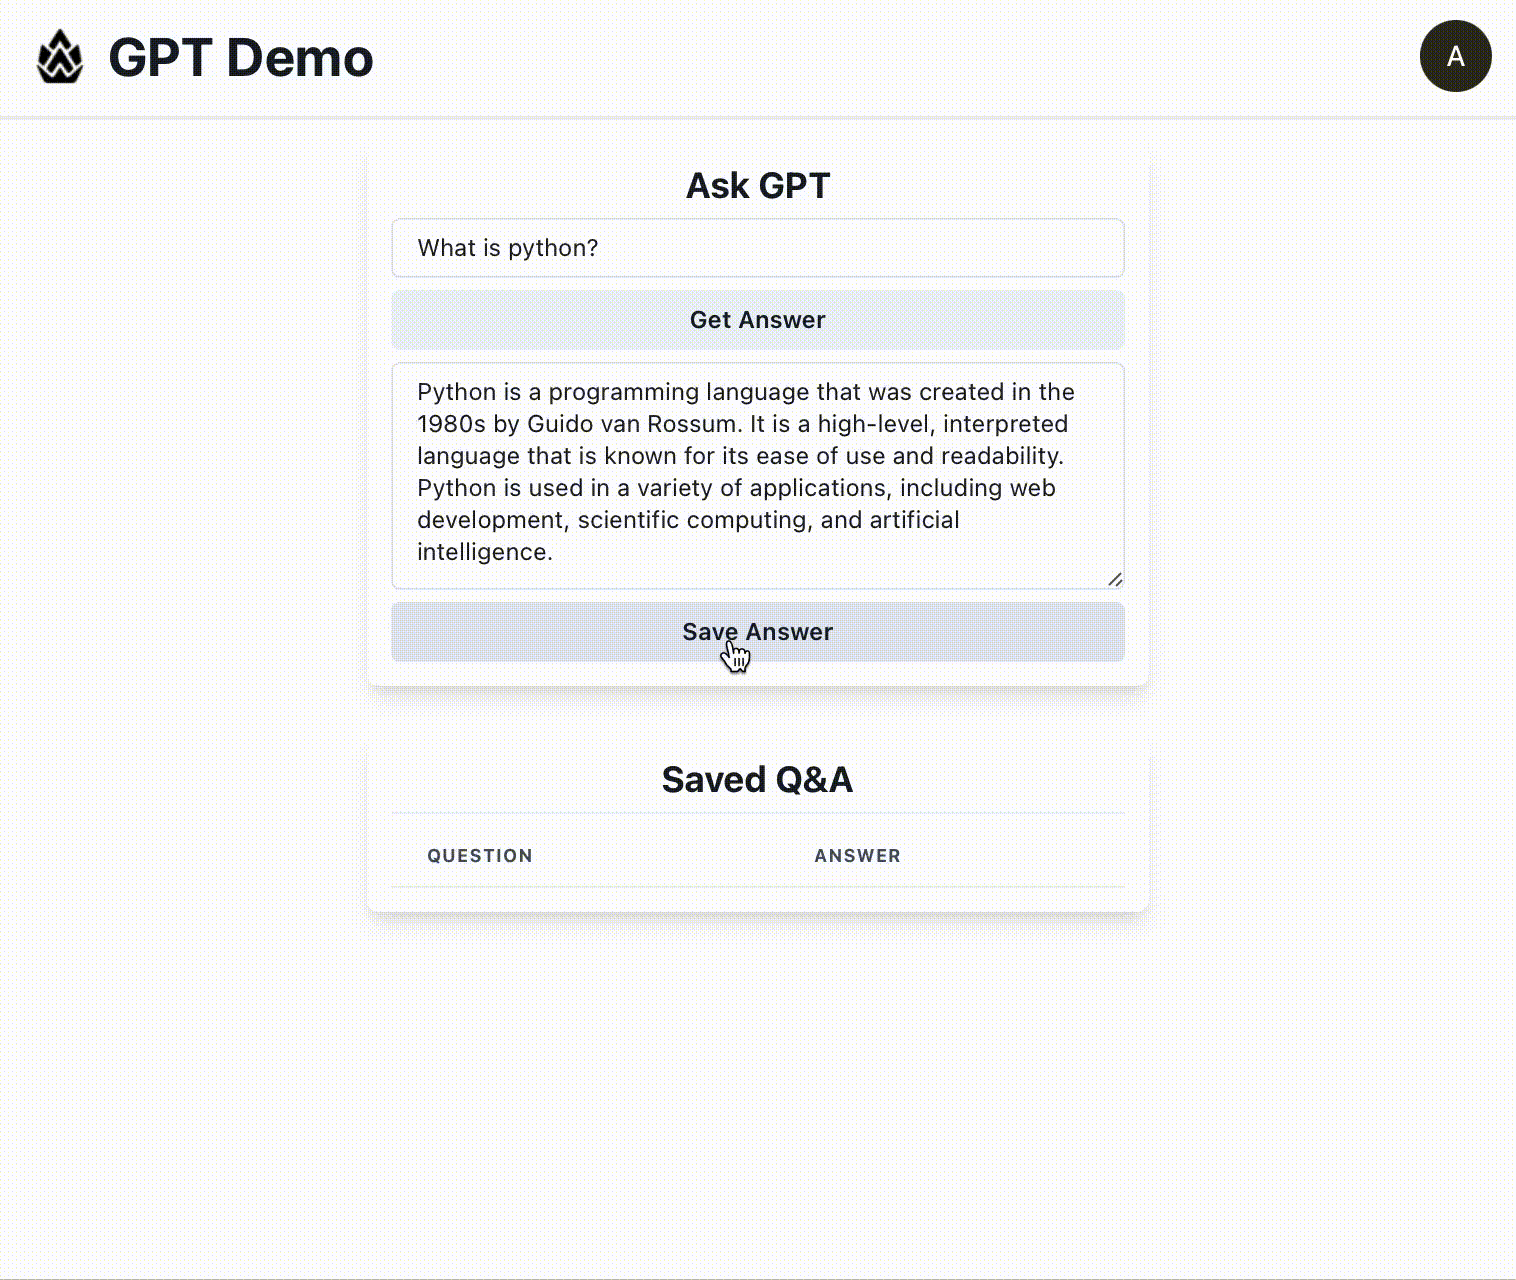 GPT Demo
A
Ask GPT
What is python?
Get Answer
Python is a programming language that was created in the
1980s by Guido van Rossum. It is a high-level, interpreted
language that is known for its ease of use and readability.
Python is used in a variety of applications, including web
development, scientific computing, and artificial
intelligence.
Save Answer
Saved Q&A
QUESTION ANSWER